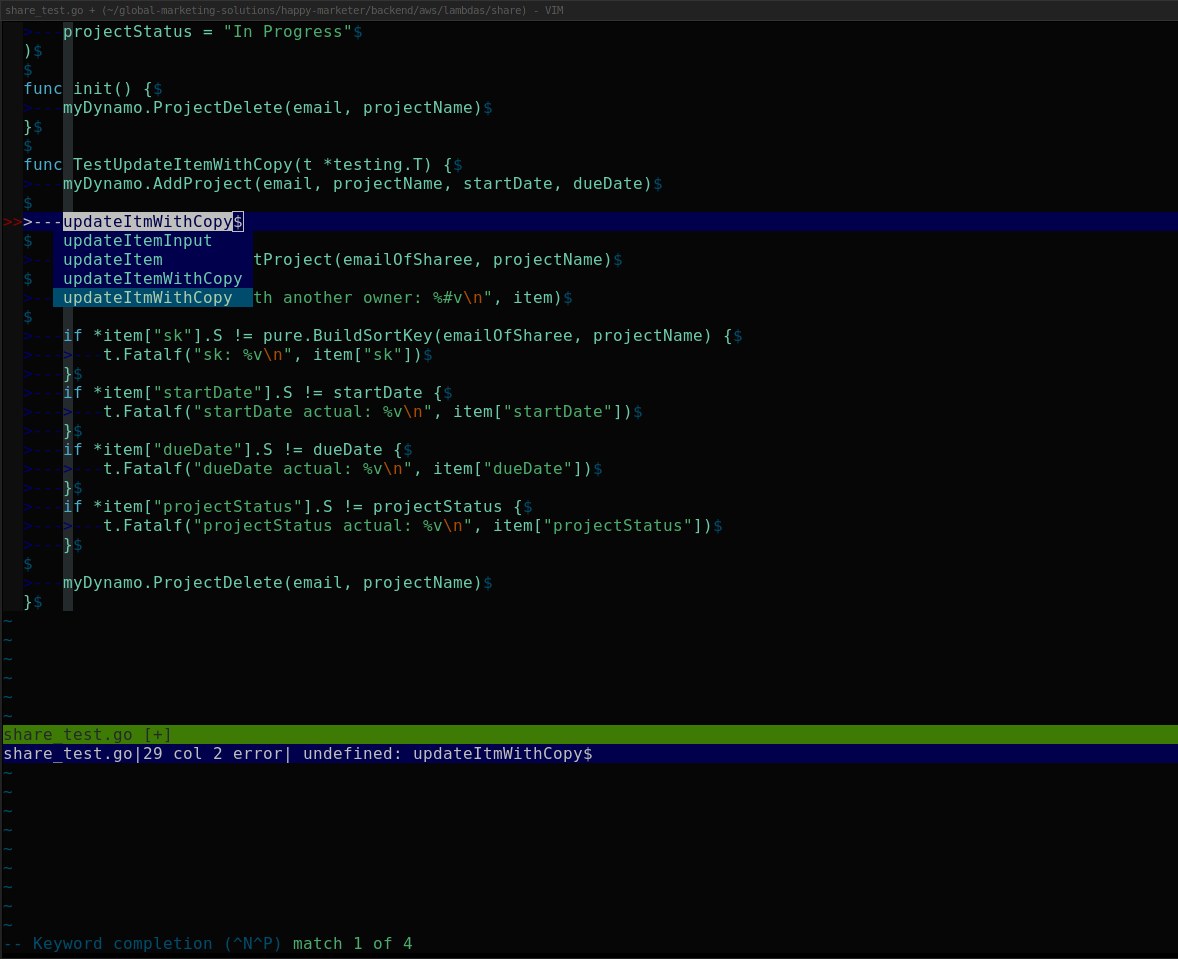 share_test.go + (~/global-marketing-solutions/happy-marketer/backend/aws/lambdas/share) - VIM
>---projectStatus = "In Progress"$
)$
$
func init() {$
>---myDynamo.ProjectDelete(email, projectName)$
}$
$
func TestUpdateItemWithCopy(t *testing.T) {$
>---myDynamo.AddProject(email, projectName, startDate, dueDate)$
$
>>>---updateItmWithCopy$
$ updateItemInput
>-- updateItem tProject(emailOfSharee, projectName)$
$ updateItemWithCopy
>-- updateItmWithCopy th another owner: %#v\n", item)$
$
>---if *item["sk"].S != pure.BuildSortKey(emailOfSharee, projectName) {$
>--->---t.Fatalf("sk: %v\n", item["sk"])$
>---}$
>---if *item["startDate"].S != startDate {$
>--->---t.Fatalf("startDate actual: %v\n", item["startDate"])$
>---}$
>---if *item["dueDate"].S != dueDate {$
>--->---t.Fatalf("dueDate actual: %v\n", item["dueDate"])$
>---}$
>---if *item["projectStatus"].S != projectStatus {$
>--->---t.Fatalf("projectStatus actual: %v\n", item["projectStatus"])$
>---}$
$
>---myDynamo.ProjectDelete(email, projectName)$
}$
~
~
~
~
~
~
share_test.go [+]
share_test.go|29 col 2 error| undefined: updateItmWithCopy$
~
~
~
~
~
~
~
~
~
-- Keyword completion (^N^P) match 1 of 4